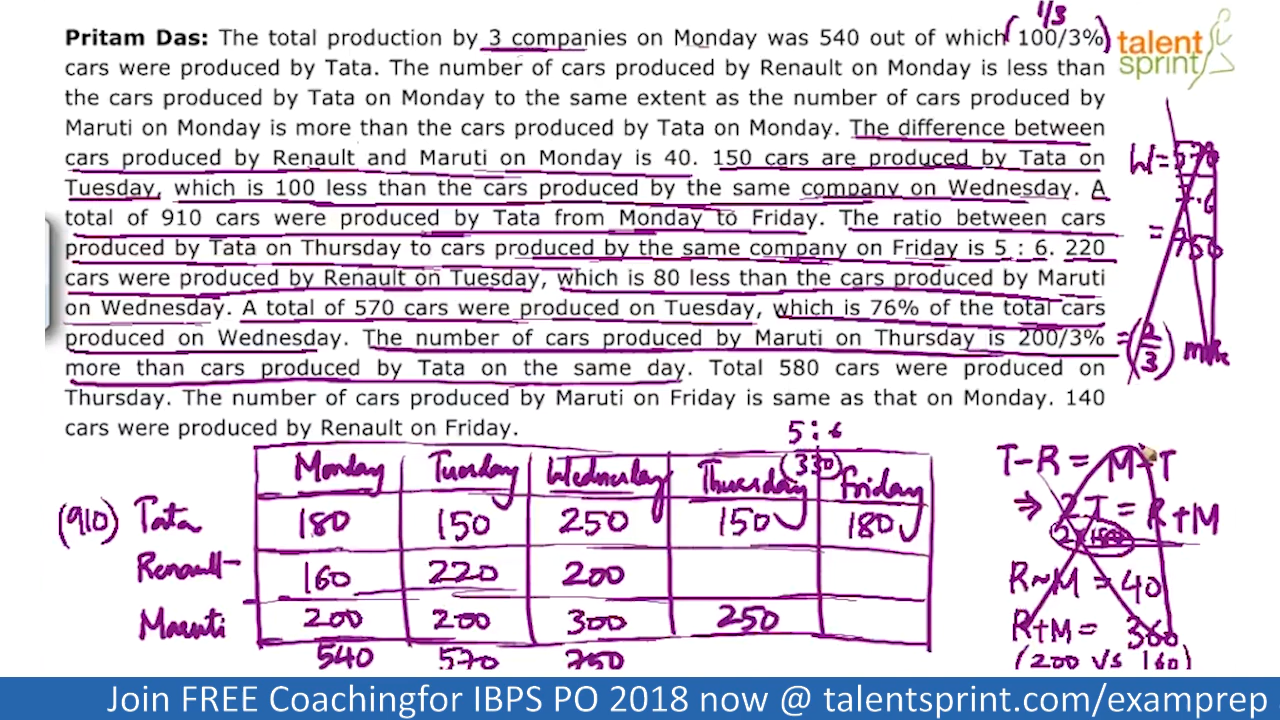 1/3
Pritam Das: The total production by 3 companies on Monday was 540 out of which (100/3%)
cars were produced by Tata. The number of cars produced by Renault on Monday is less than
the cars produced by Tata on Monday to the same extent as the number of cars produced by
Maruti on Monday is more than the cars produced by Tata on Monday. The difference between
cars produced by Renault and Maruti on Monday is 40. 150 cars are produced by Tata on
Tuesday, which is 100 less than the cars produced by the same company on Wednesday. A
total of 910 cars were produced by Tata from Monday to Friday. The ratio between cars
produced by Tata on Thursday to cars produced by the same company on Friday is 5 : 6. 220
cars were produced by Renault on Tuesday, which is 80 less than the cars produced by Maruti
on Wednesday. A total of 570 cars were produced on Tuesday, which is 76% of the total cars
produced on Wednesday. The number of cars produced by Maruti on Thursday is 200/3%
more than cars produced by Tata on the same day. Total 580 cars were produced on
Thursday. The number of cars produced by Maruti on Friday is same as that on Monday. 140
cars were produced by Renault on Friday.
talent
sprint
W = 570
= (2/3) more
5 : 6
(330)
Monday Tuesday Wednesday Thursday Friday
(910) Tata 180 150 250 150 180
Renault 160 220 200
Maruti 200 200 300 250
540 570 750
T-R = M-T
⇒ 2T = R+M
R~M = 40
R+M = 360
(200 vs 160)
Join FREE Coachingfor IBPS PO 2018 now @ talentsprint.com/examprep